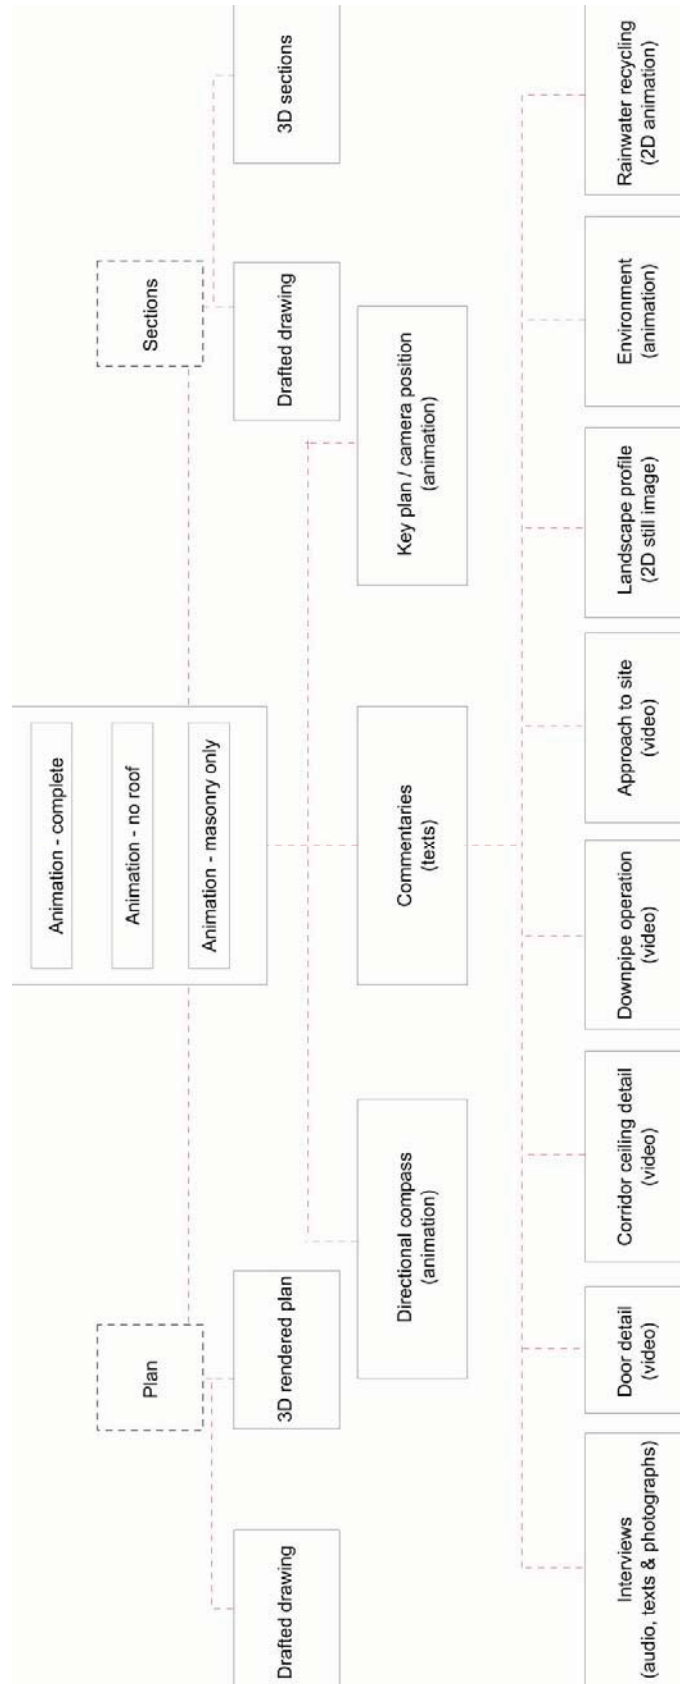 Animation - complete
Animation - no roof
Animation - masonry only
Plan
Sections
Drafted drawing
3D rendered plan
Drafted drawing
3D sections
Directional compass
(animation)
Commentaries
(texts)
Key plan / camera position
(animation)
Interviews
(audio, texts & photographs)
Door detail
(video)
Corridor ceiling detail
(video)
Downpipe operation
(video)
Approach to site
(video)
Landscape profile
(2D still image)
Environment
(animation)
Rainwater recycling
(2D animation)